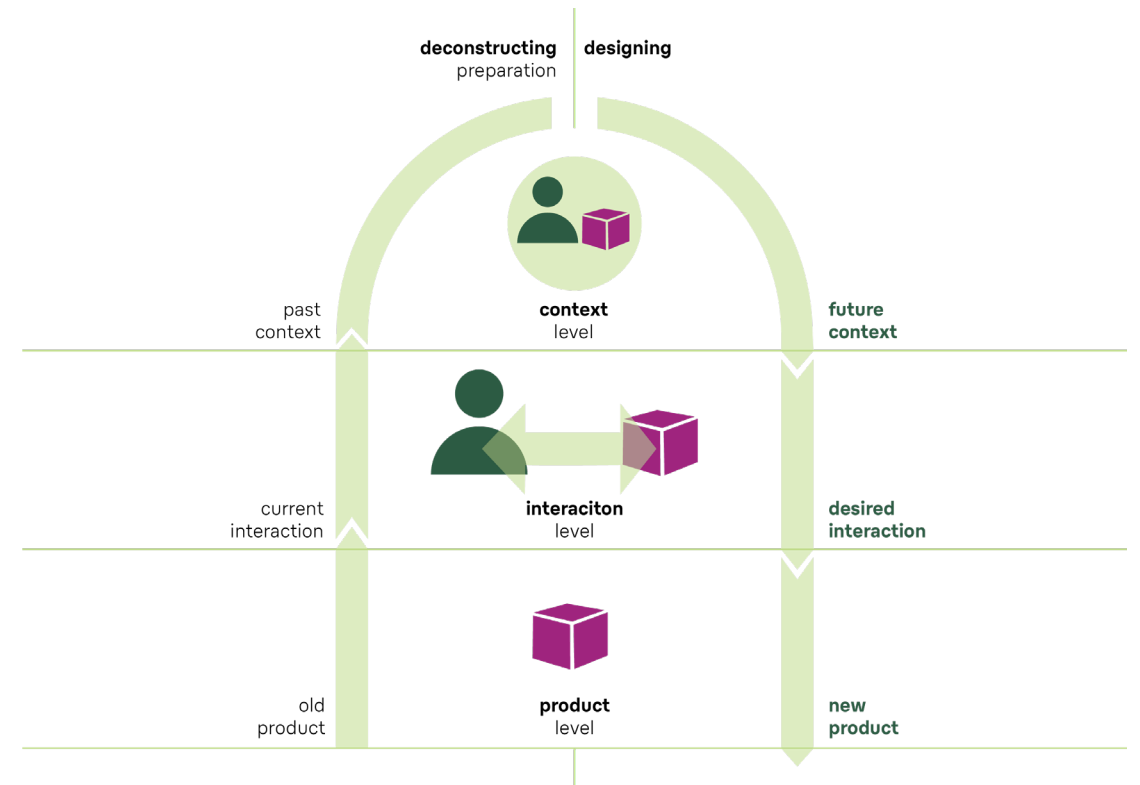 deconstructing
preparation
designing
past
context
context
level
future
context
current
interaction
interaciton
level
desired
interaction
old
product
product
level
new
product